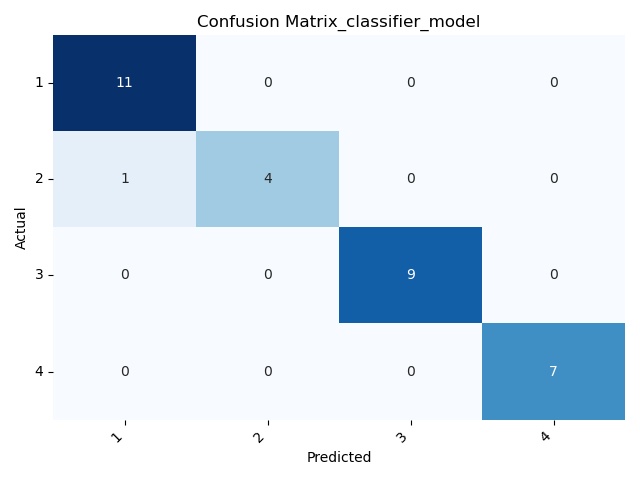 Confusion Matrix_classifier_model
1 11 0 0 0
2 1 4 0 0
3 0 0 9 0
4 0 0 0 7
Actual
1 2 3 4
Predicted